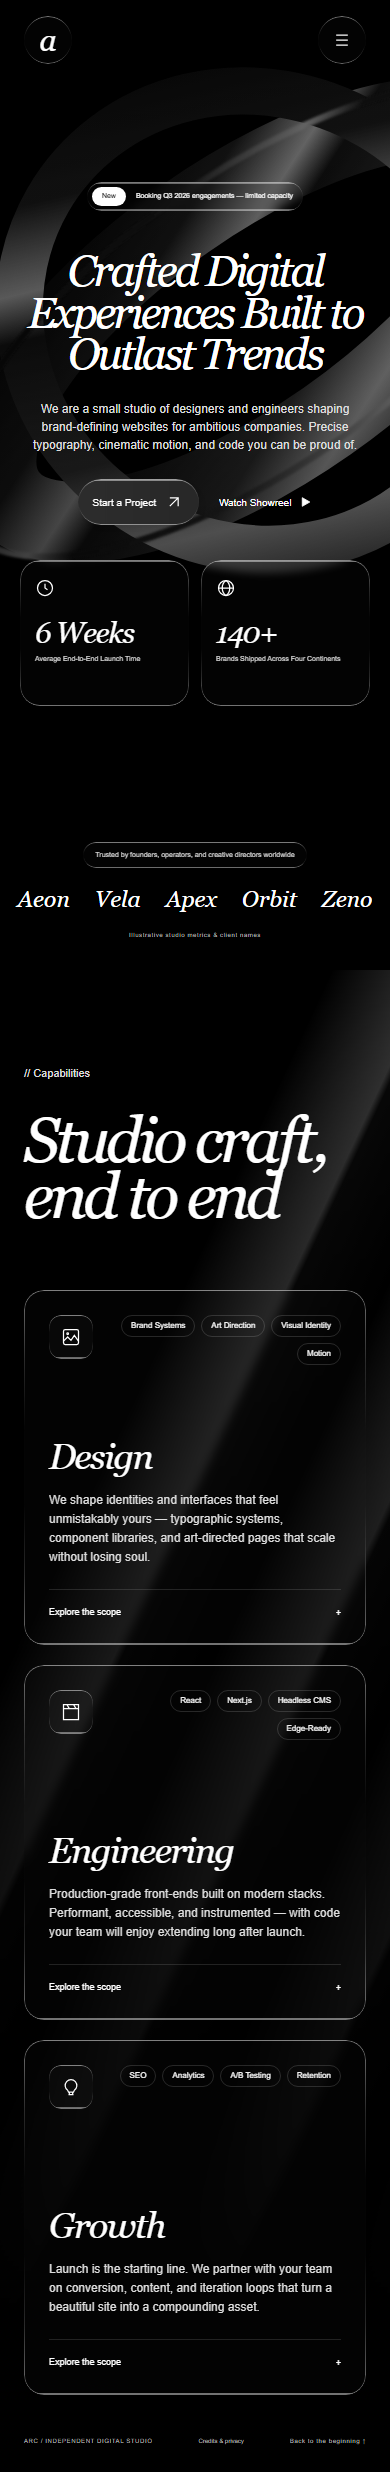 a
New Booking Q3 2026 engagements — limited capacity
Crafted Digital
Experiences Built to
Outlast Trends
We are a small studio of designers and engineers shaping
brand-defining websites for ambitious companies. Precise
typography, cinematic motion, and code you can be proud of.
Start a Project Watch Showreel
6 Weeks
Average End-to-End Launch Time
140+
Brands Shipped Across Four Continents
Trusted by founders, operators, and creative directors worldwide
Aeon Vela Apex Orbit Zeno
Illustrative studio metrics & client names
// Capabilities
Studio craft,
end to end
Brand Systems Art Direction Visual Identity
Motion
Design
We shape identities and interfaces that feel
unmistakably yours — typographic systems,
component libraries, and art-directed pages that scale
without losing soul.
Explore the scope +
React Next.js Headless CMS
Edge-Ready
Engineering
Production-grade front-ends built on modern stacks.
Performant, accessible, and instrumented — with code
your team will enjoy extending long after launch.
Explore the scope +
SEO Analytics A/B Testing Retention
Growth
Launch is the starting line. We partner with your team
on conversion, content, and iteration loops that turn a
beautiful site into a compounding asset.
Explore the scope +
ARC / INDEPENDENT DIGITAL STUDIO Credits & privacy Back to the beginning ↑